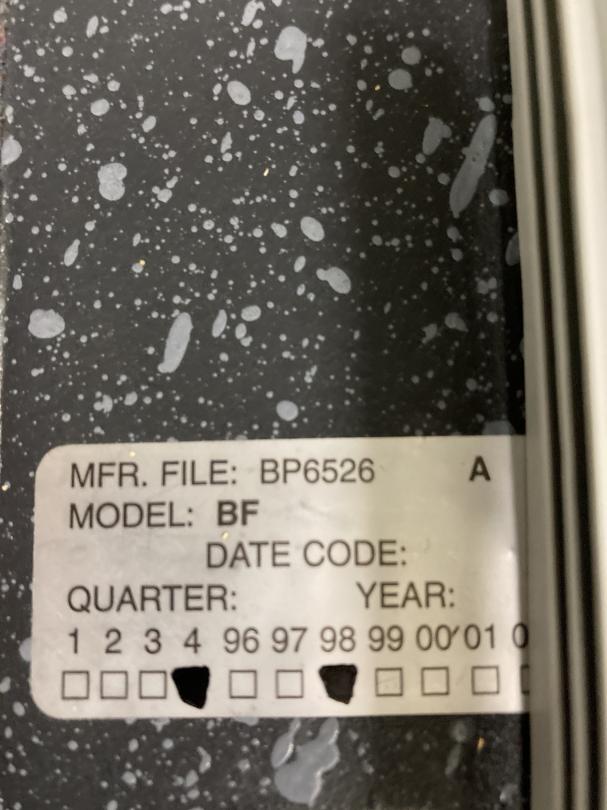 MFR. FILE: BP6526 A
MODEL: BF
DATE CODE:
QUARTER: YEAR:
1 2 3 4 96 97 98 99 00'01 0